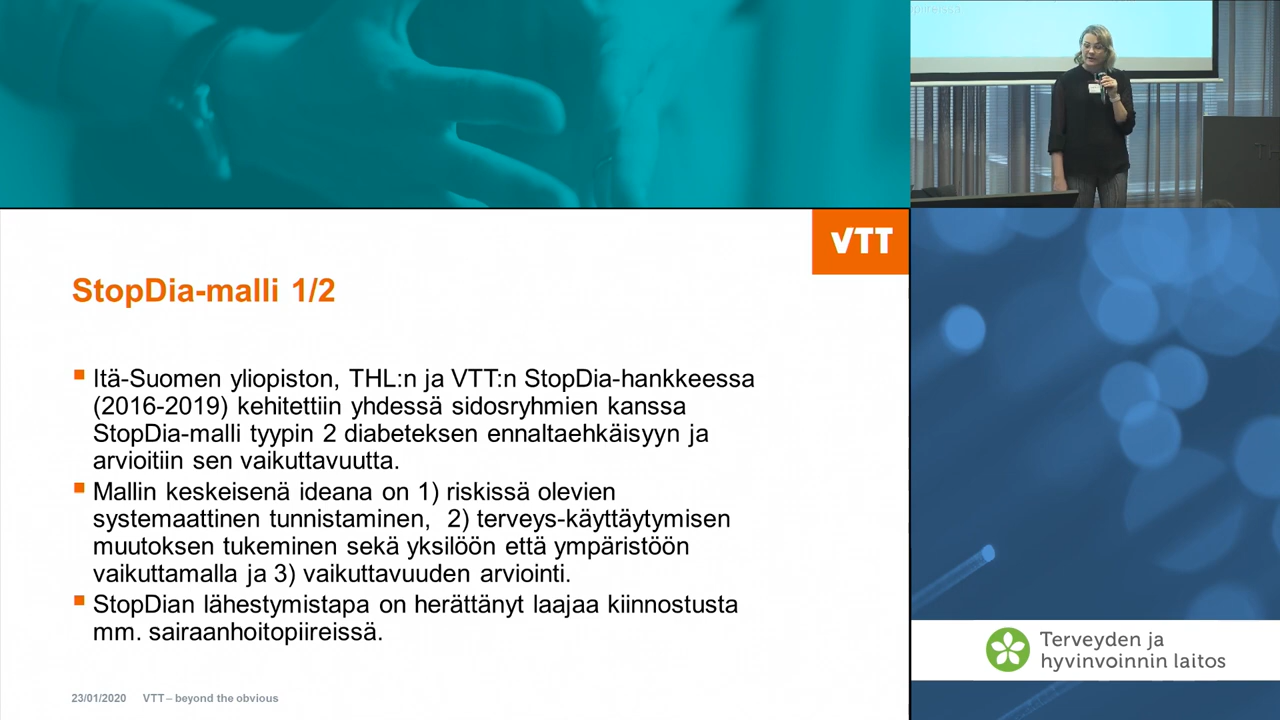 VTT
StopDia-malli 1/2
Itä-Suomen yliopiston, THL:n ja VTT:n StopDia-hankkeessa
(2016-2019) kehitettiin yhdessä sidosryhmien kanssa
StopDia-malli tyypin 2 diabeteksen ennaltaehkäisyyn ja
arvioitiin sen vaikuttavuutta.
Mallin keskeisenä ideana on 1) riskissä olevien
systemaattinen tunnistaminen, 2) terveys-käyttäytymisen
muutoksen tukeminen sekä yksilöön että ympäristöön
vaikuttamalla ja 3) vaikuttavuuden arviointi.
StopDian lähestymistapa on herättänyt laajaa kiinnostusta
mm. sairaanhoitopiireissä.
23/01/2020 VTT – beyond the obvious
Terveyden ja
hyvinvoinnin laitos